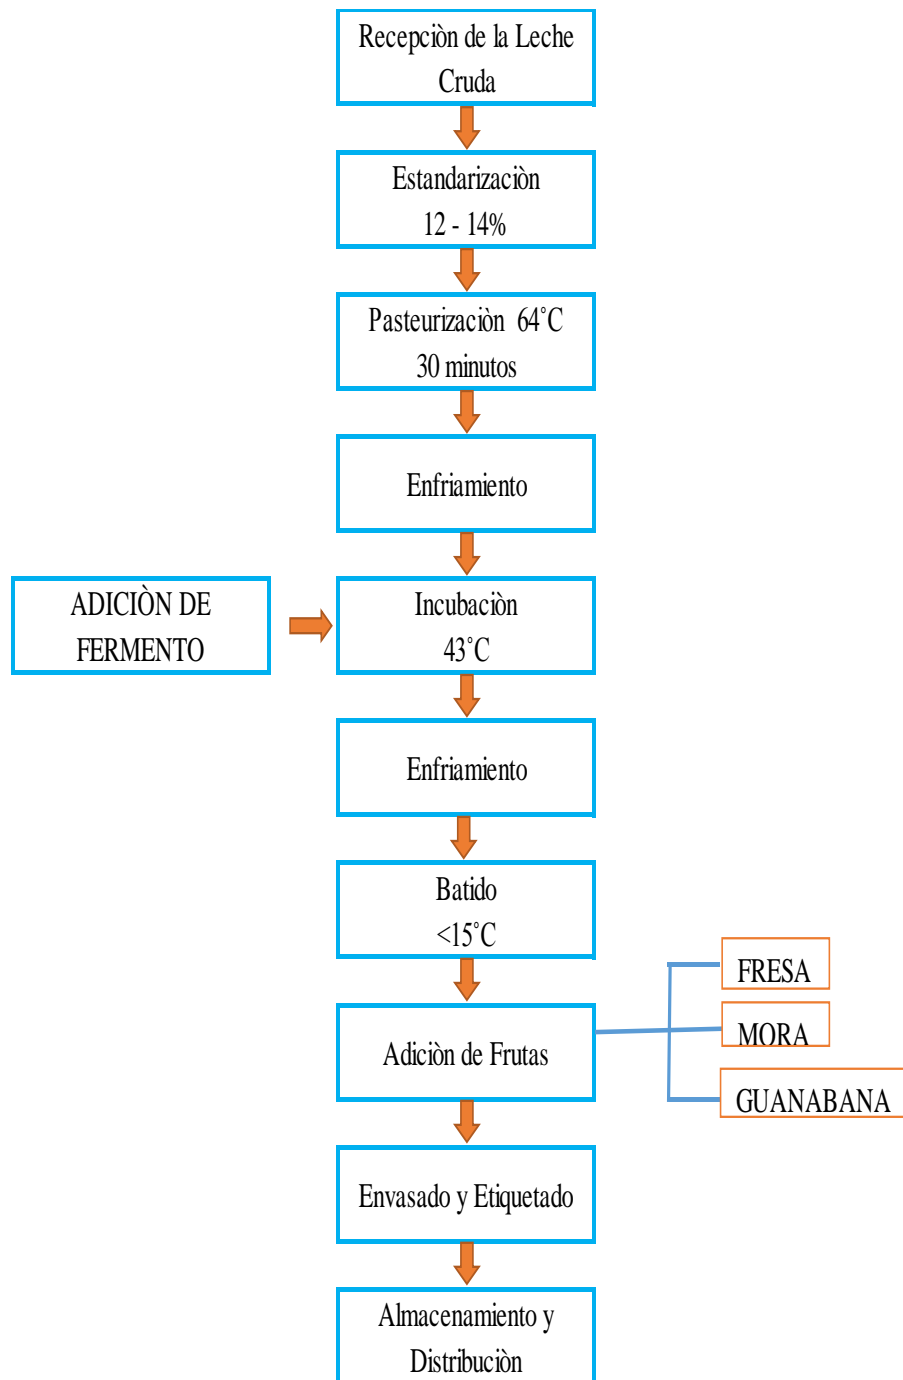 Recepciòn de la Leche
Cruda
Estandarizaciòn
12 - 14%
Pasteurizaciòn 64˚C
30 minutos
Enfriamiento
ADICIÒN DE
FERMENTO
Incubaciòn
43˚C
Enfriamiento
Batido
<15˚C
Adiciòn de Frutas
FRESA
MORA
GUANABANA
Envasado y Etiquetado
Almacenamiento y
Distribuciòn